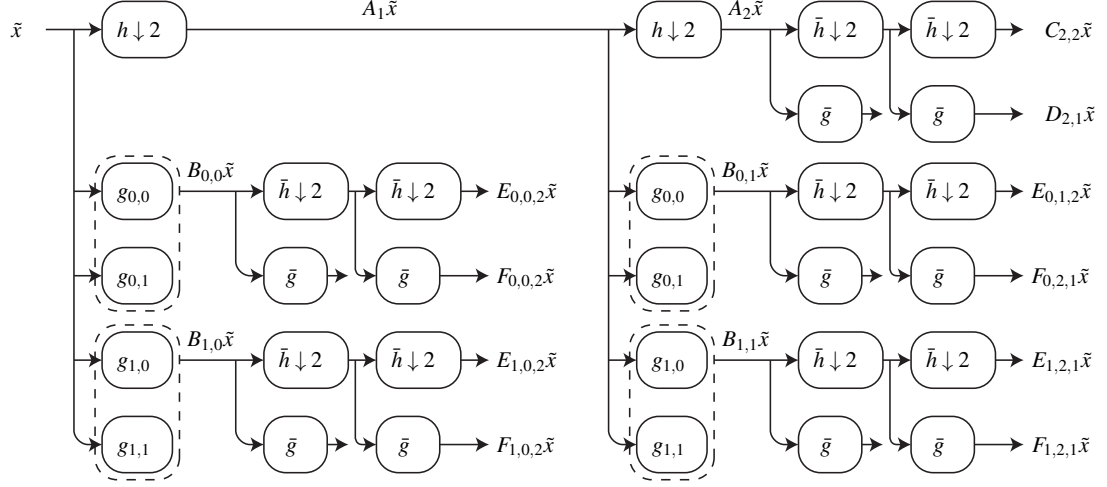 A₁x̃
x̃ h ↓ 2 h ↓ 2 A₂x̃ h̄ ↓ 2 h̄ ↓ 2 C₂,₂x̃
ḡ ḡ D₂,₁x̃
B₀,₀x̃ B₀,₁x̃
g₀,₀ h̄ ↓ 2 h̄ ↓ 2 E₀,₀,₂x̃ g₀,₀ h̄ ↓ 2 h̄ ↓ 2 E₀,₁,₂x̃
g₀,₁ ḡ ḡ F₀,₀,₂x̃ g₀,₁ ḡ ḡ F₀,₂,₁x̃
B₁,₀x̃ B₁,₁x̃
g₁,₀ h̄ ↓ 2 h̄ ↓ 2 E₁,₀,₂x̃ g₁,₀ h̄ ↓ 2 h̄ ↓ 2 E₁,₂,₁x̃
g₁,₁ ḡ ḡ F₁,₀,₂x̃ g₁,₁ ḡ ḡ F₁,₂,₁x̃